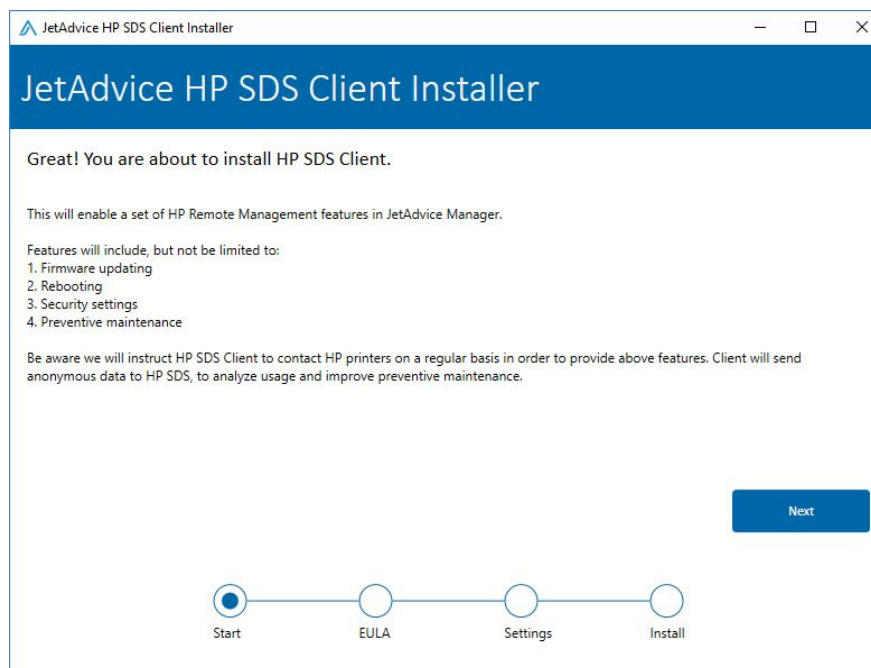 JetAdvice HP SDS Client Installer
JetAdvice HP SDS Client Installer
Great! You are about to install HP SDS Client.
This will enable a set of HP Remote Management features in JetAdvice Manager.
Features will include, but not be limited to:
1. Firmware updating
2. Rebooting
3. Security settings
4. Preventive maintenance
Be aware we will instruct HP SDS Client to contact HP printers on a regular basis in order to provide above features. Client will send
anonymous data to HP SDS, to analyze usage and improve preventive maintenance.
Next
Start EULA Settings Install